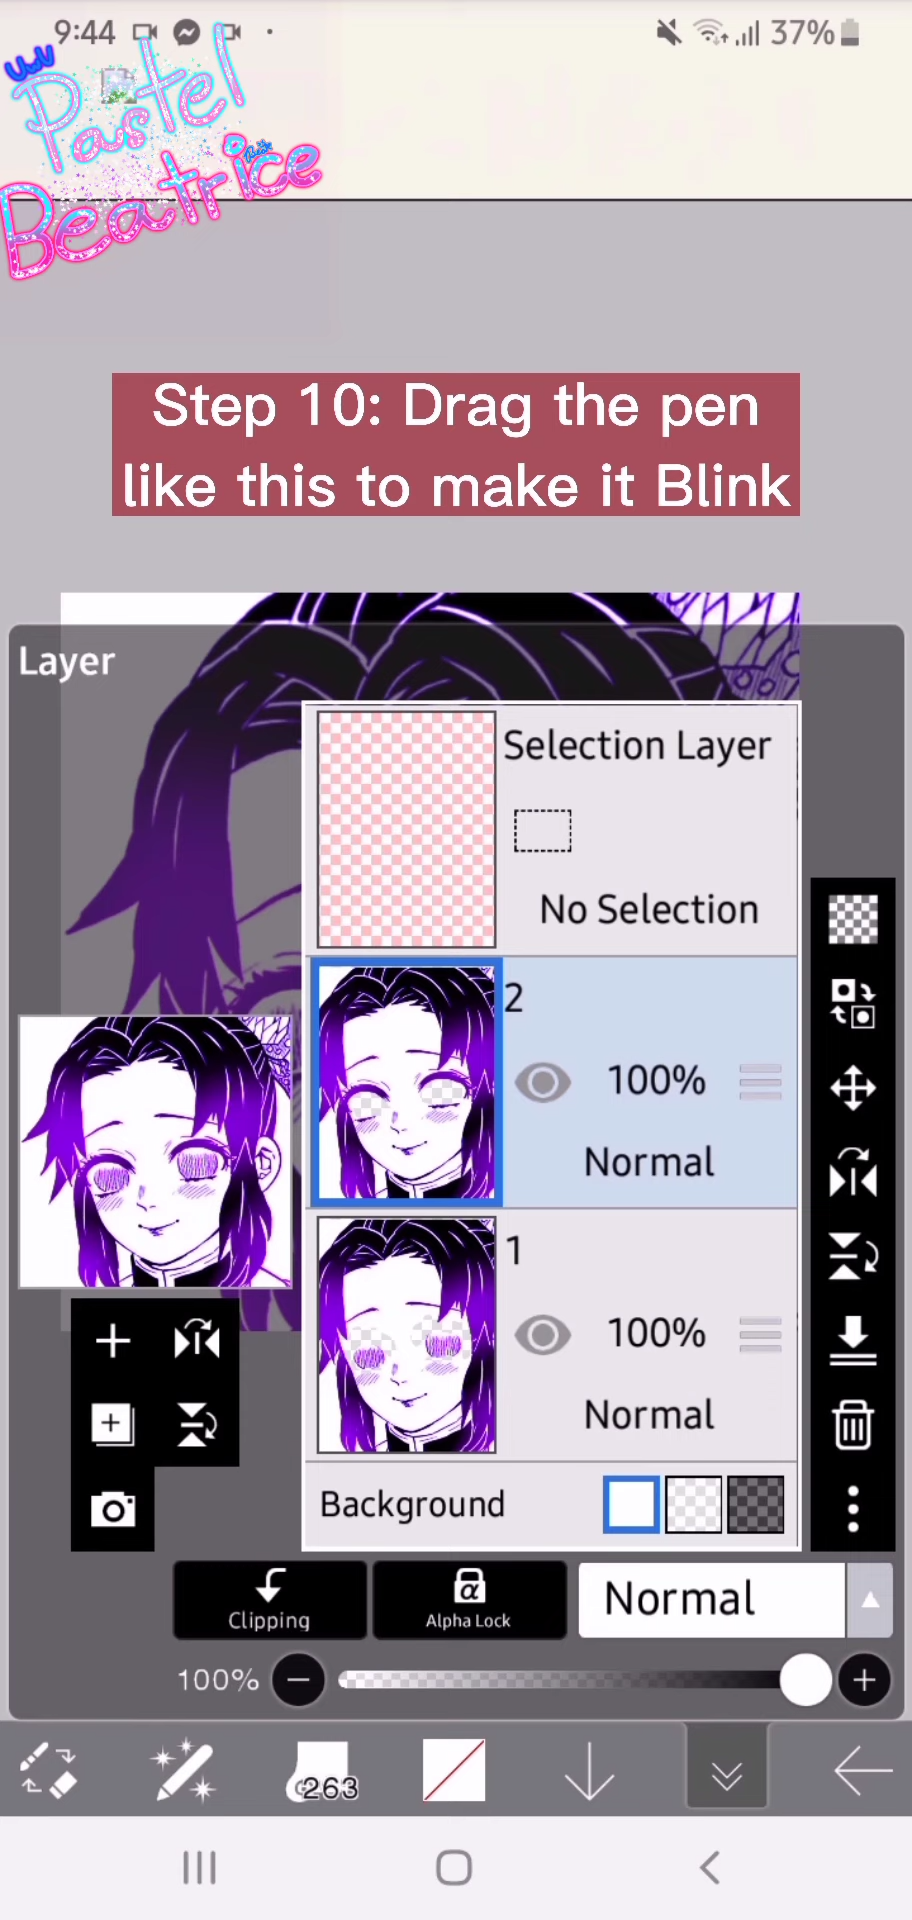 9:44
37%
UwU
Pastel
Beatrice
Step 10: Drag the pen
like this to make it Blink
Layer
Selection Layer
No Selection
2
100%
Normal
1
100%
Normal
Background
Clipping
α
Alpha Lock
Normal
100%
263